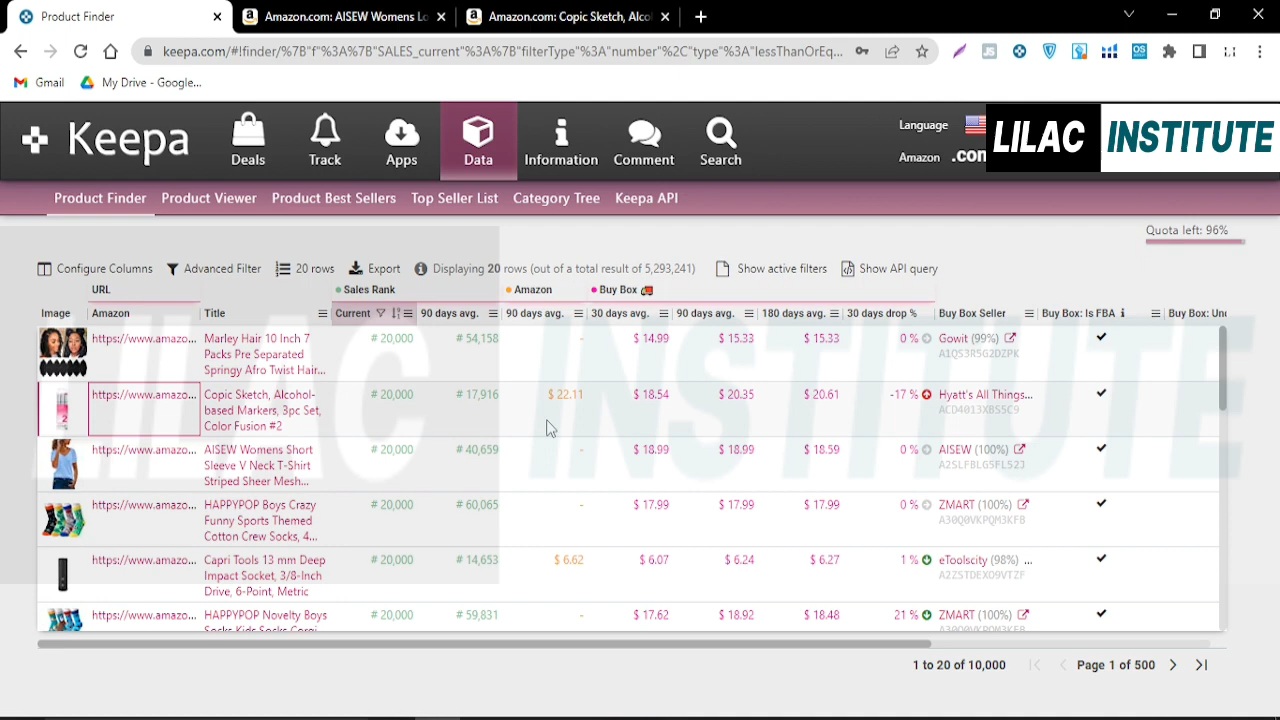 Product Finder
Amazon.com: AISEW Womens Lo
Amazon.com: Copic Sketch, Alcol
keepa.com/#!finder/%7B"f"%3A%7B"SALES_current"%3A%7B"filterType"%3A"number"%2C"type"%3A"lessThanOrEq...
Gmail
My Drive - Google...
Keepa
Deals
Track
Apps
Data
Information
Comment
Search
Language
Amazon .com
LILAC INSTITUTE
Product Finder
Product Viewer
Product Best Sellers
Top Seller List
Category Tree
Keepa API
Quota left: 96%
Configure Columns
Advanced Filter
20 rows
Export
Displaying 20 rows (out of a total result of 5,293,241)
Show active filters
Show API query
URL
Sales Rank
Amazon
Buy Box
Image
Amazon
Title
Current
90 days avg.
90 days avg.
30 days avg.
90 days avg.
180 days avg.
30 days drop %
Buy Box Seller
Buy Box: Is FBA
Buy Box: Unc
https://www.amazo...
Marley Hair 10 Inch 7
Packs Pre Separated
Springy Afro Twist Hair...
# 20,000
# 54,158
-
$ 14.99
$ 15.33
$ 15.33
0 %
Gowit (99%)
A1QS3R5G2DZPK
https://www.amazo...
Copic Sketch, Alcohol-
based Markers, 3pc Set,
Color Fusion #2
# 20,000
# 17,916
$ 22.11
$ 18.54
$ 20.35
$ 20.61
-17 %
Hyatt's All Things...
ACD4013XBS5C9
https://www.amazo...
AISEW Womens Short
Sleeve V Neck T-Shirt
Striped Sheer Mesh...
# 20,000
# 40,659
-
$ 18.99
$ 18.99
$ 18.59
0 %
AISEW (100%)
A2SLFBLG5FL52J
https://www.amazo...
HAPPYPOP Boys Crazy
Funny Sports Themed
Cotton Crew Socks, 4...
# 20,000
# 60,065
-
$ 17.99
$ 17.99
$ 17.99
0 %
ZMART (100%)
A30Q0VKPQM3KFB
https://www.amazo...
Capri Tools 13 mm Deep
Impact Socket, 3/8-Inch
Drive, 6-Point, Metric
# 20,000
# 14,653
$ 6.62
$ 6.07
$ 6.24
$ 6.27
1 %
eToolscity (98%) ...
A2ZSTDEXO9VTZF
https://www.amazo...
HAPPYPOP Novelty Boys
Socks Kids Socks Corgi
# 20,000
# 59,831
-
$ 17.62
$ 18.92
$ 18.48
21 %
ZMART (100%)
A30Q0VKPQM3KFB
LILAC INSTITUTE
1 to 20 of 10,000
Page 1 of 500